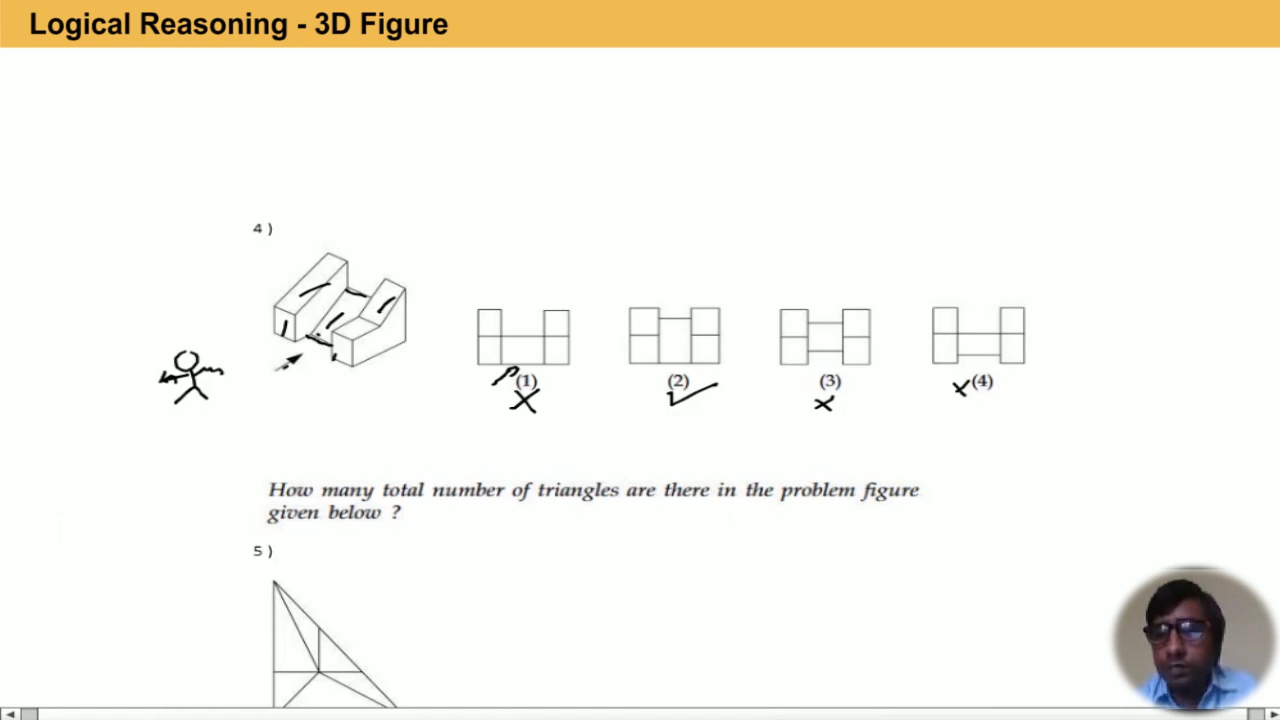 Logical Reasoning - 3D Figure
4 )
(1) (2) (3) (4)
How many total number of triangles are there in the problem figure
given below ?
5 )